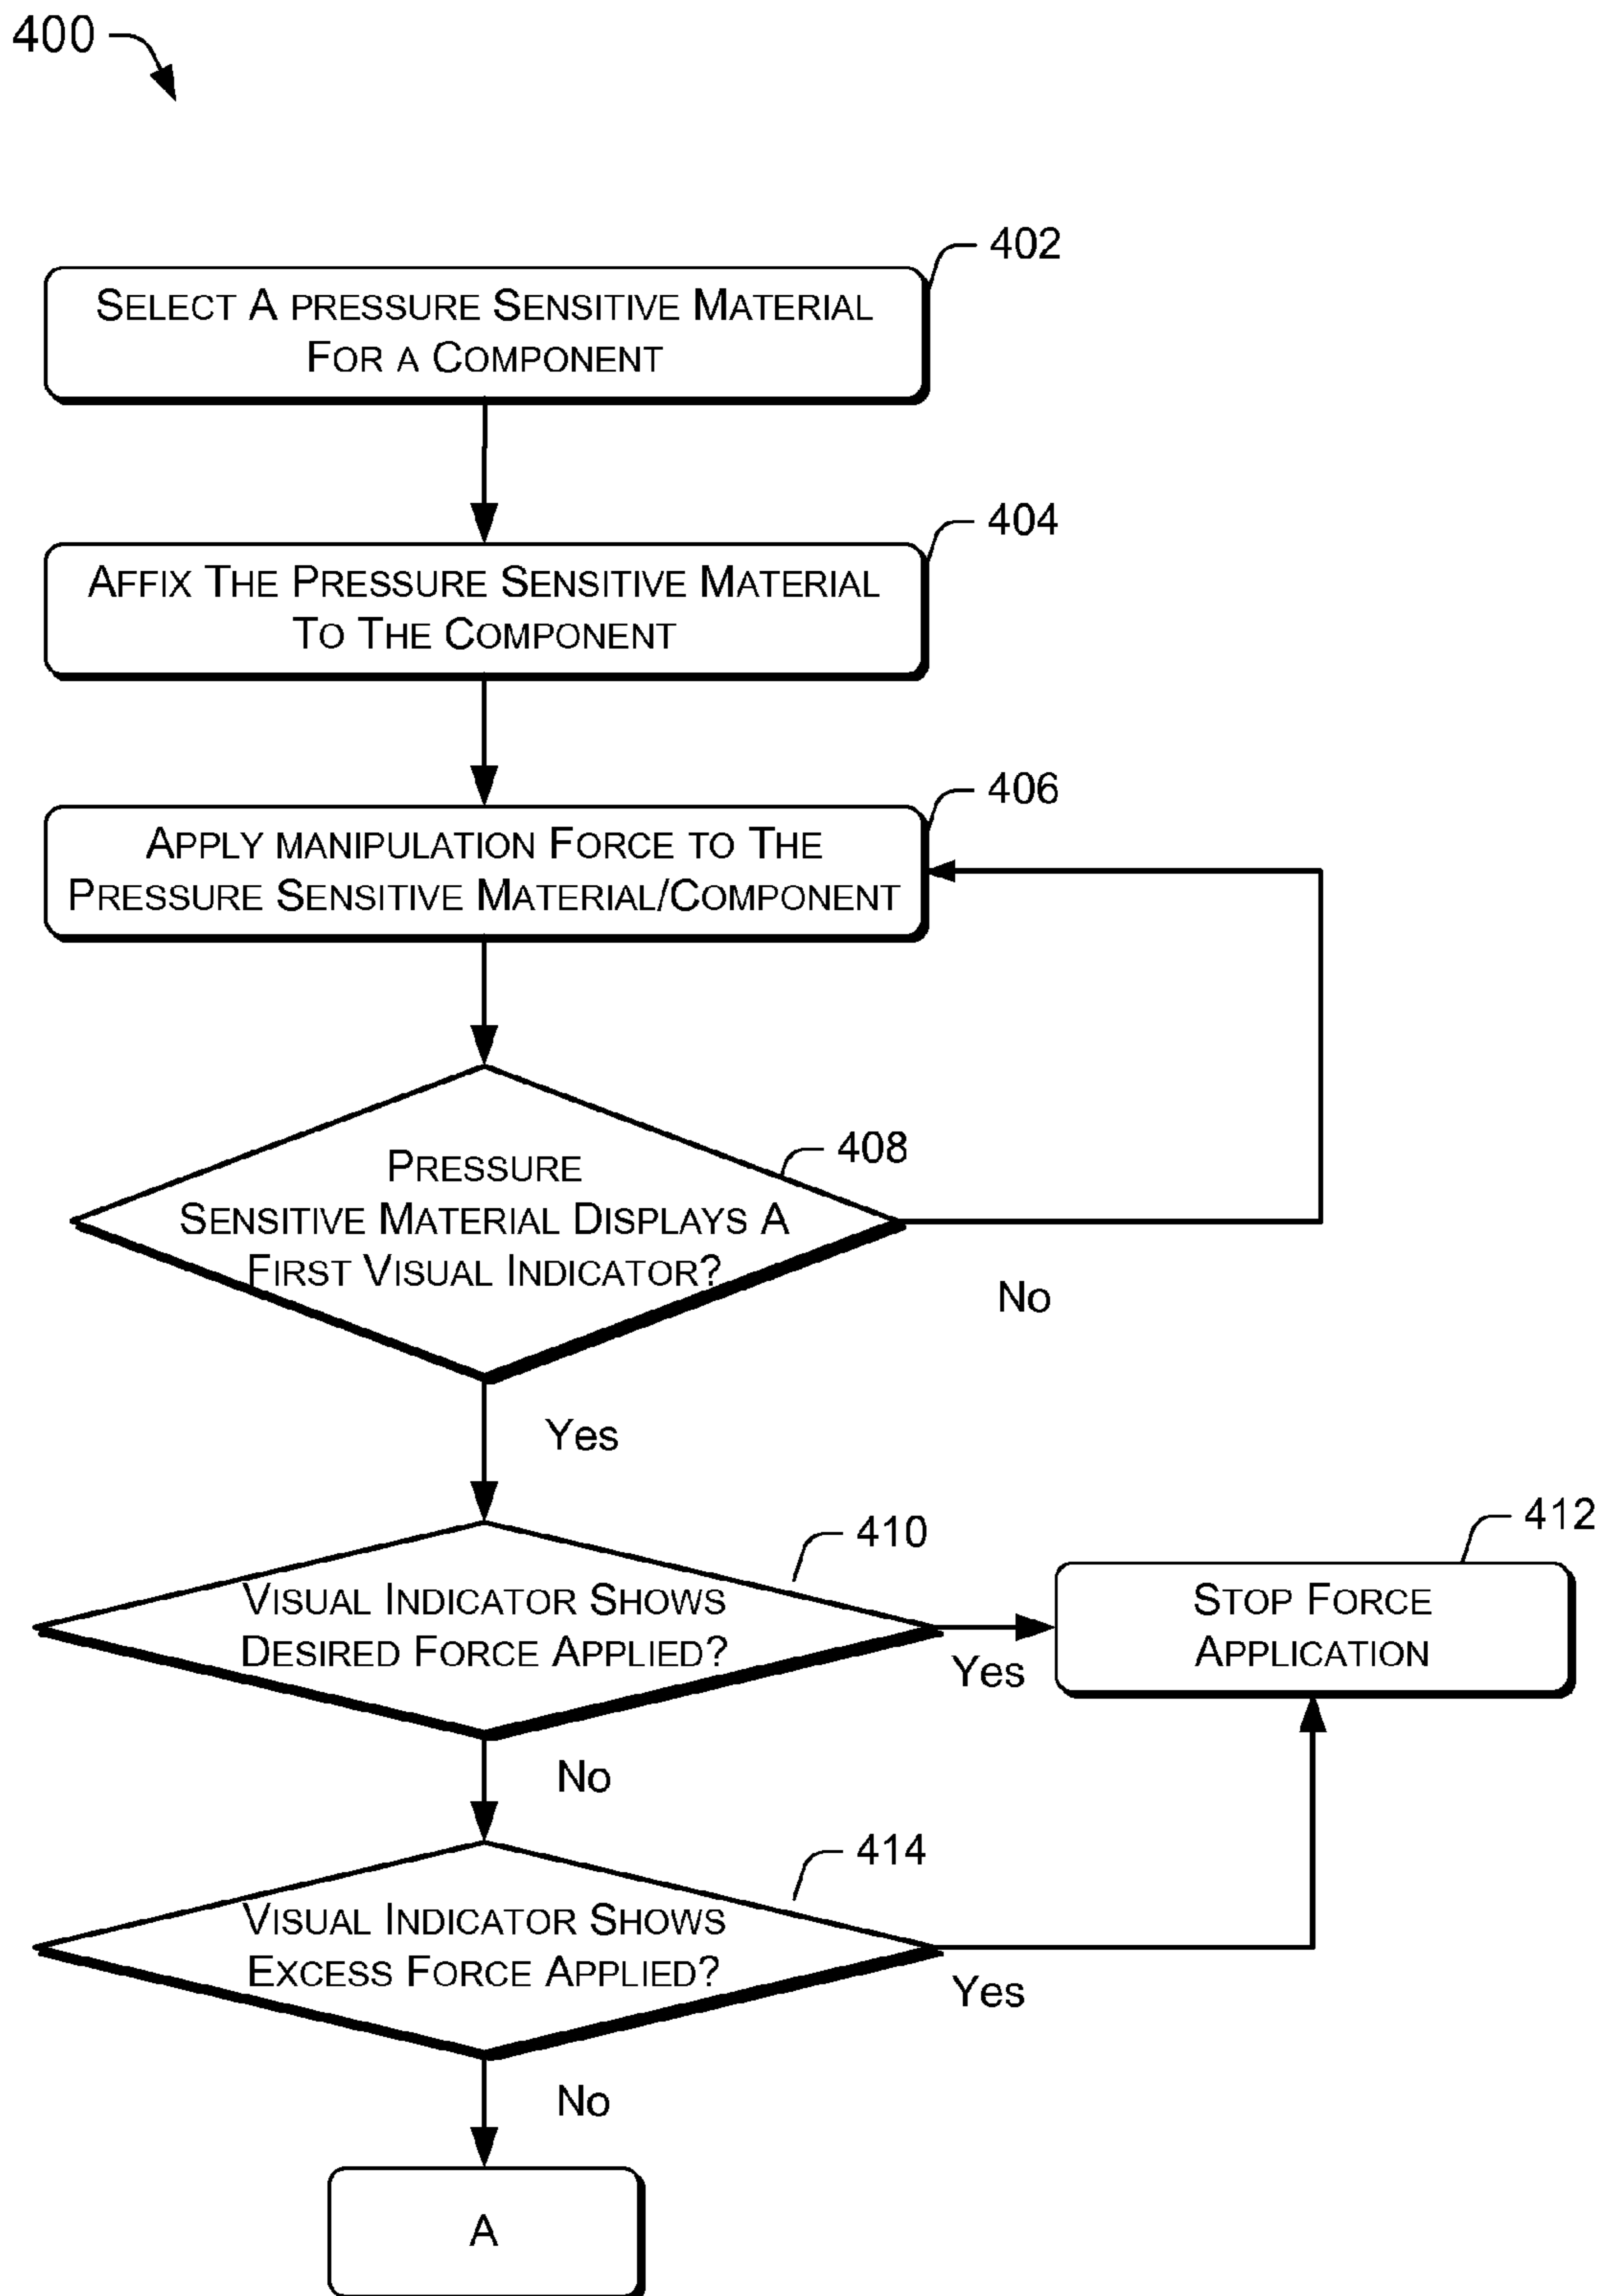 400
402
SELECT A PRESSURE SENSITIVE MATERIAL
FOR A COMPONENT
404
AFFIX THE PRESSURE SENSITIVE MATERIAL
TO THE COMPONENT
406
APPLY MANIPULATION FORCE TO THE
PRESSURE SENSITIVE MATERIAL/COMPONENT
408
PRESSURE
SENSITIVE MATERIAL DISPLAYS A
FIRST VISUAL INDICATOR?
No
Yes
410
VISUAL INDICATOR SHOWS
DESIRED FORCE APPLIED?
Yes
412
STOP FORCE
APPLICATION
No
414
VISUAL INDICATOR SHOWS
EXCESS FORCE APPLIED?
Yes
No
A